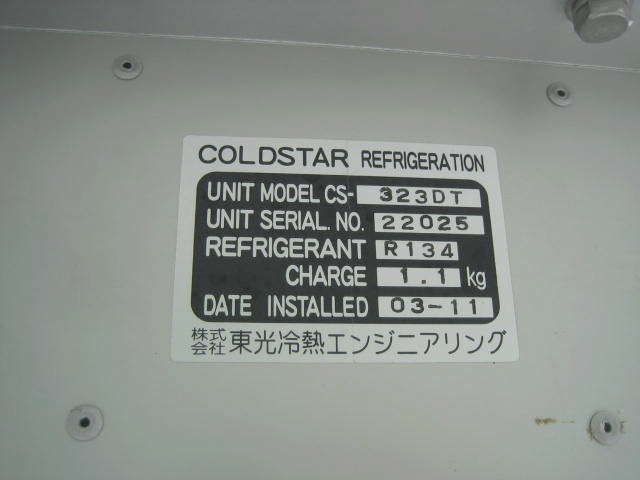 COLDSTAR REFRIGERATION
UNIT MODEL CS- 323DT
UNIT SERIAL. NO. 22025
REFRIGERANT R134
CHARGE 1.1 kg
DATE INSTALLED 03-11
株式会社 東光冷熱エンジニアリング